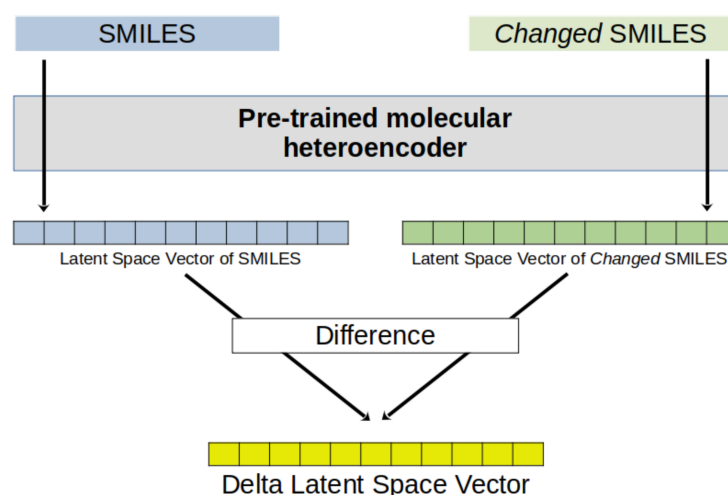 SMILES
Changed SMILES
Pre-trained molecular
heteroencoder
Latent Space Vector of SMILES
Latent Space Vector of Changed SMILES
Difference
Delta Latent Space Vector